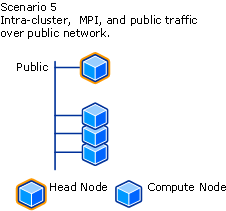 Scenario 5
Intra-cluster,  MPI, and public traffic
over public network.
Public
Head Node
Compute Node